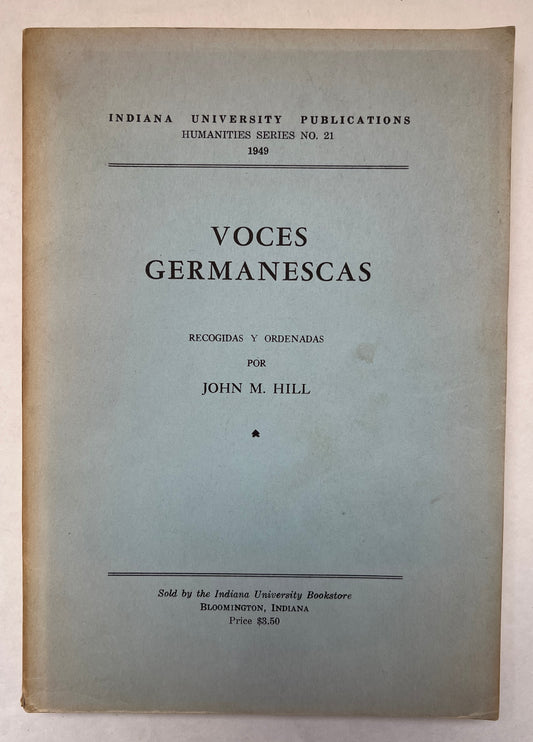 INDIANA UNIVERSITY PUBLICATIONS
HUMANITIES SERIES NO. 21
1949
VOCES
GERMANESCAS
RECOGIDAS Y ORDENADAS
POR
JOHN M. HILL
Sold by the Indiana University Bookstore
BLOOMINGTON, INDIANA
Price $3.50